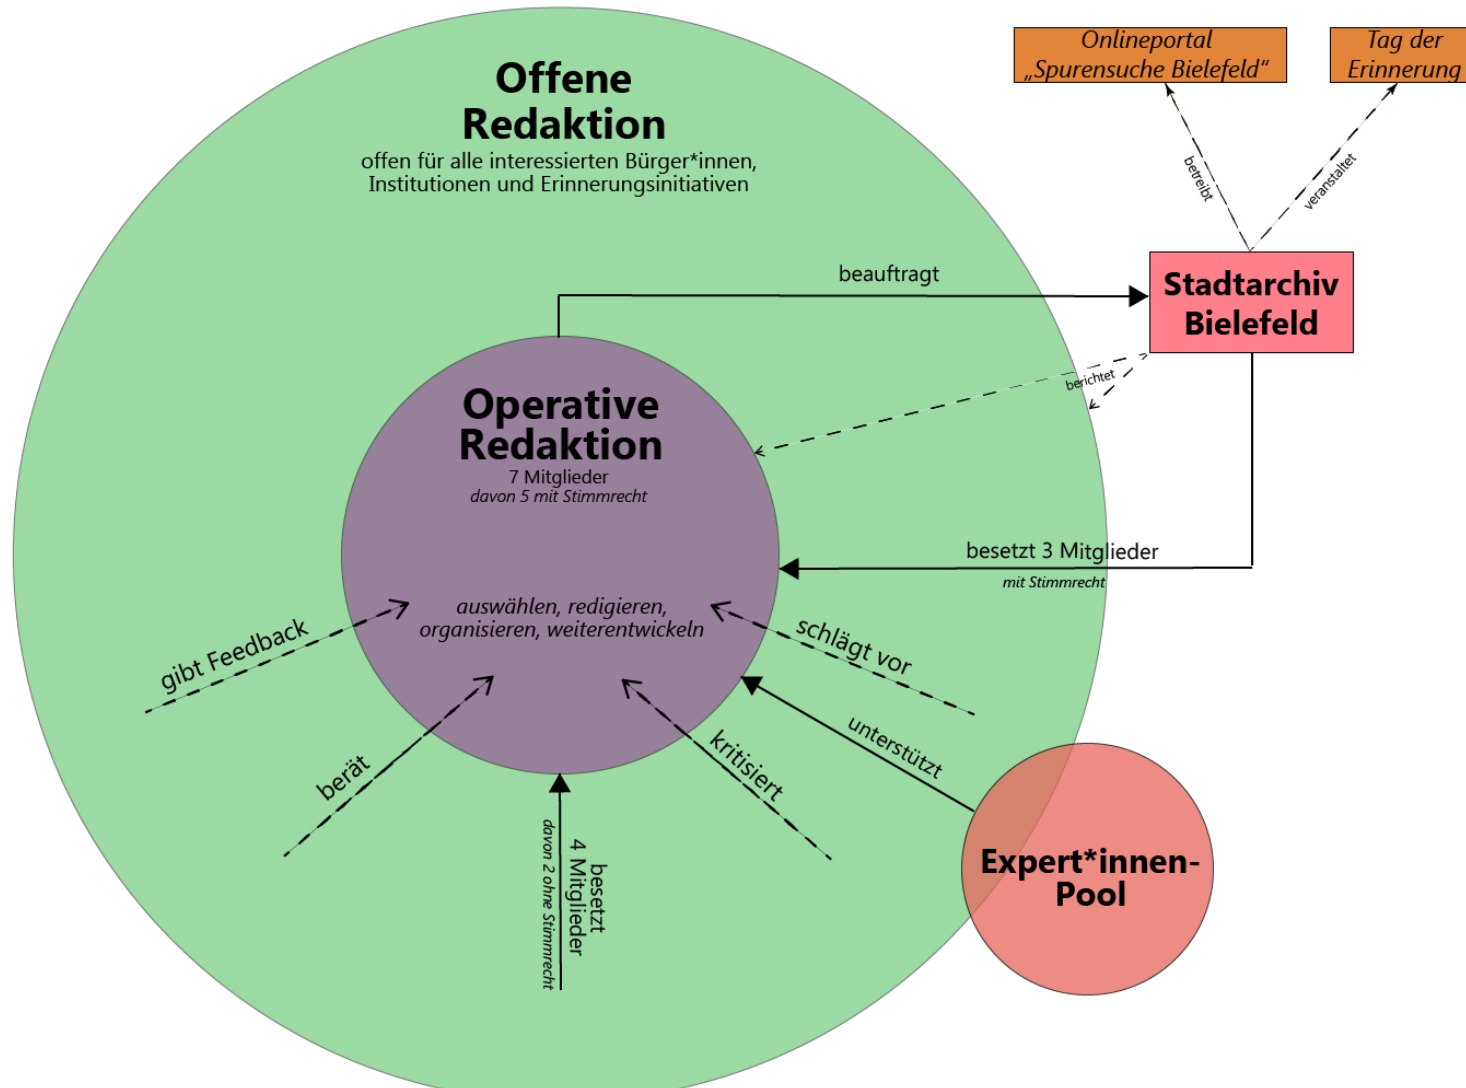 Offene
Redaktion
offen für alle interessierten Bürger*innen,
Institutionen und Erinnerungsinitiativen
Onlineportal
„Spurensuche Bielefeld“
Tag der
Erinnerung
betreibt
veranstaltet
beauftragt
Stadtarchiv
Bielefeld
berichtet
Operative
Redaktion
7 Mitglieder
davon 5 mit Stimmrecht
besetzt 3 Mitglieder
mit Stimmrecht
auswählen, redigieren,
organisieren, weiterentwickeln
gibt Feedback
schlägt vor
berät
kritisiert
unterstützt
besetzt
4 Mitglieder
davon 2 ohne Stimmrecht
Expert*innen-
Pool